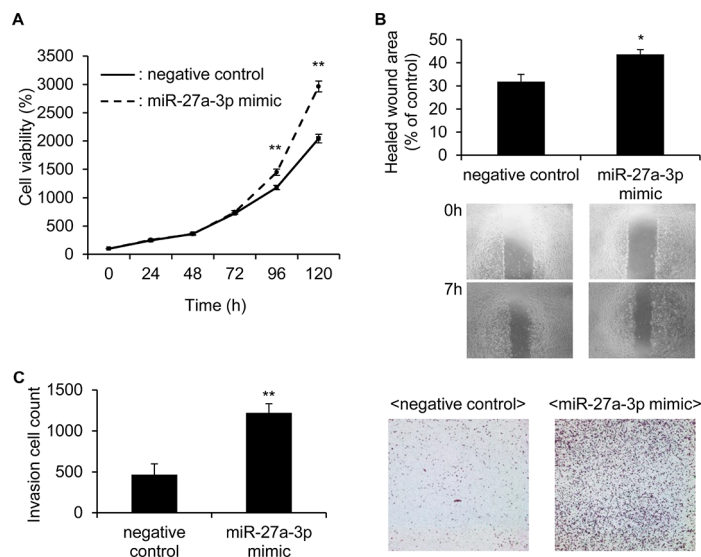 A
Cell viability (%)
3500
3000
2500
2000
1500
1000
500
0
: negative control
: miR-27a-3p mimic
**
**
0 24 48 72 96 120
Time (h)
B
Healed wound area
(% of control)
50
40
30
20
10
0
*
negative control
miR-27a-3p
mimic
0h
7h
C
Invasion cell count
1500
1000
500
0
**
negative
control
miR-27a-3p
mimic
<negative control>
<miR-27a-3p mimic>